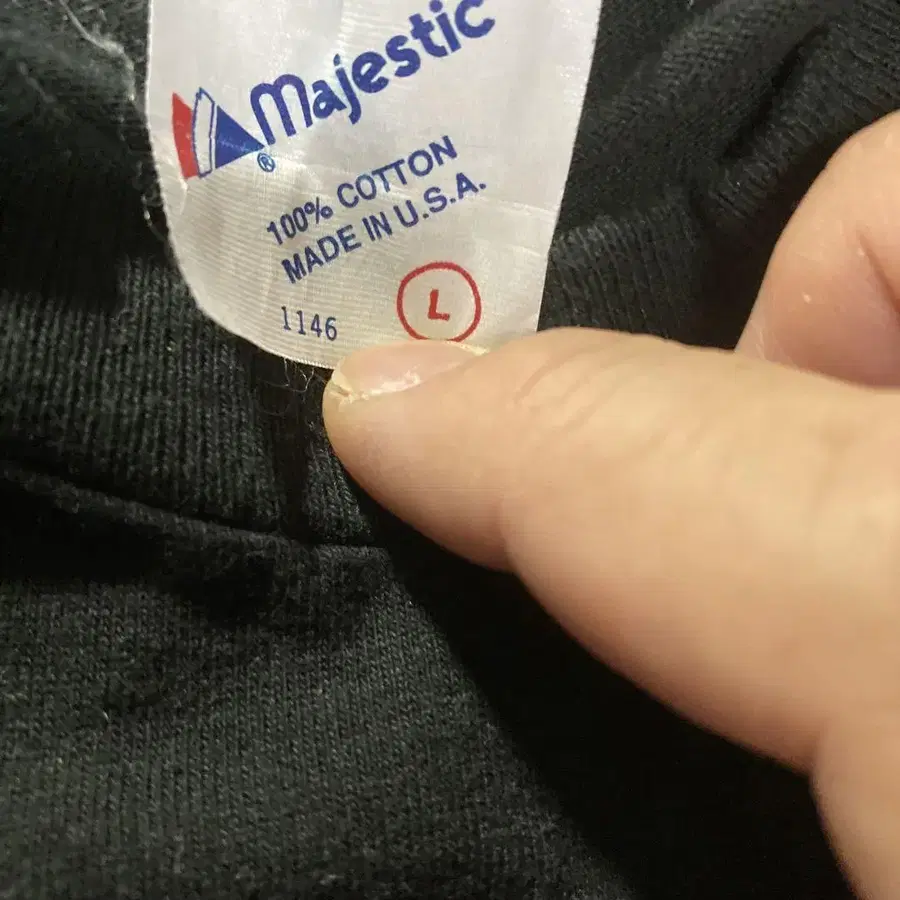 Majestic
®
100% COTTON
MADE IN U.S.A.
L
1146